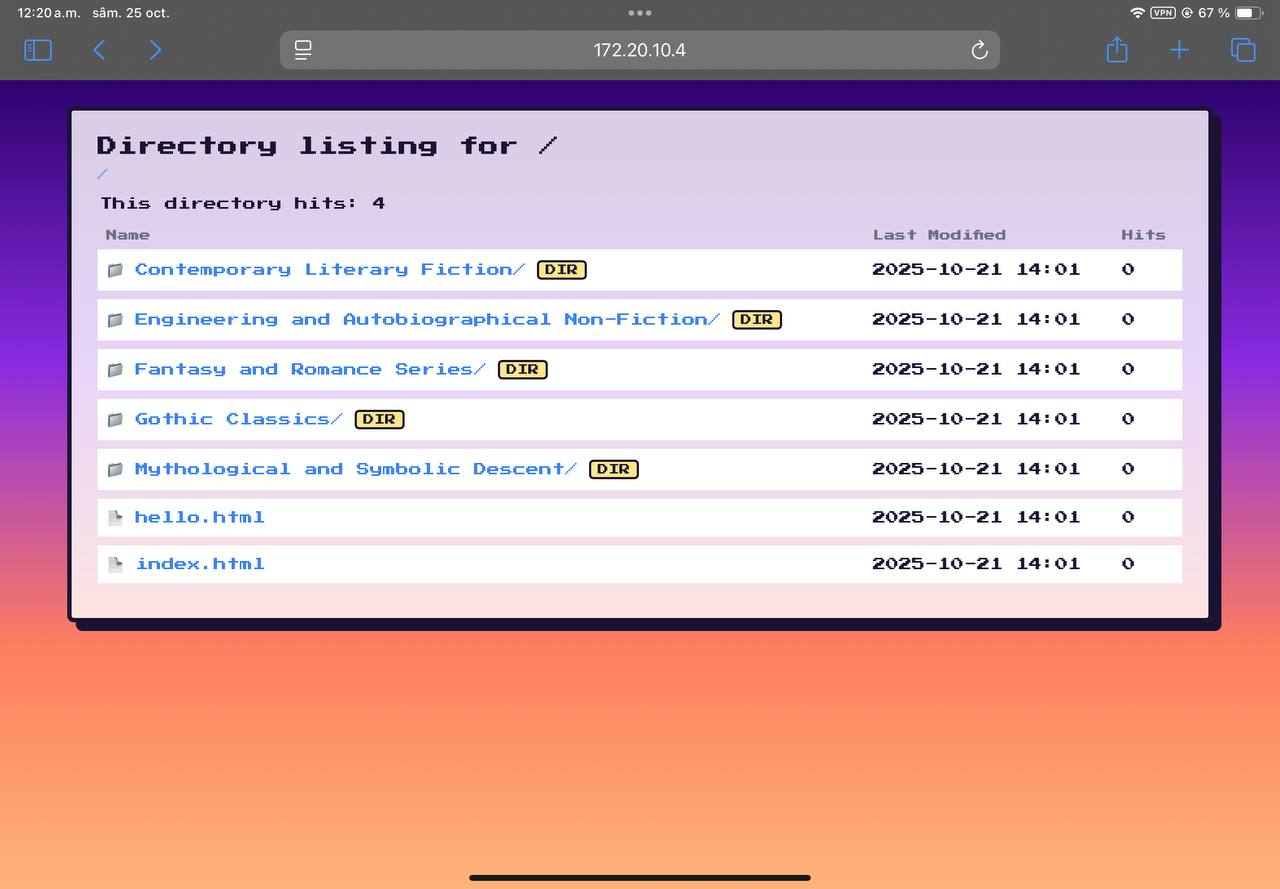 12:20 a.m. sâm. 25 oct.
VPN 67 %
172.20.10.4
Directory listing for /
/
This directory hits: 4
Name Last Modified Hits
Contemporary Literary Fiction/ DIR 2025-10-21 14:01 0
Engineering and Autobiographical Non-Fiction/ DIR 2025-10-21 14:01 0
Fantasy and Romance Series/ DIR 2025-10-21 14:01 0
Gothic Classics/ DIR 2025-10-21 14:01 0
Mythological and Symbolic Descent/ DIR 2025-10-21 14:01 0
hello.html 2025-10-21 14:01 0
index.html 2025-10-21 14:01 0